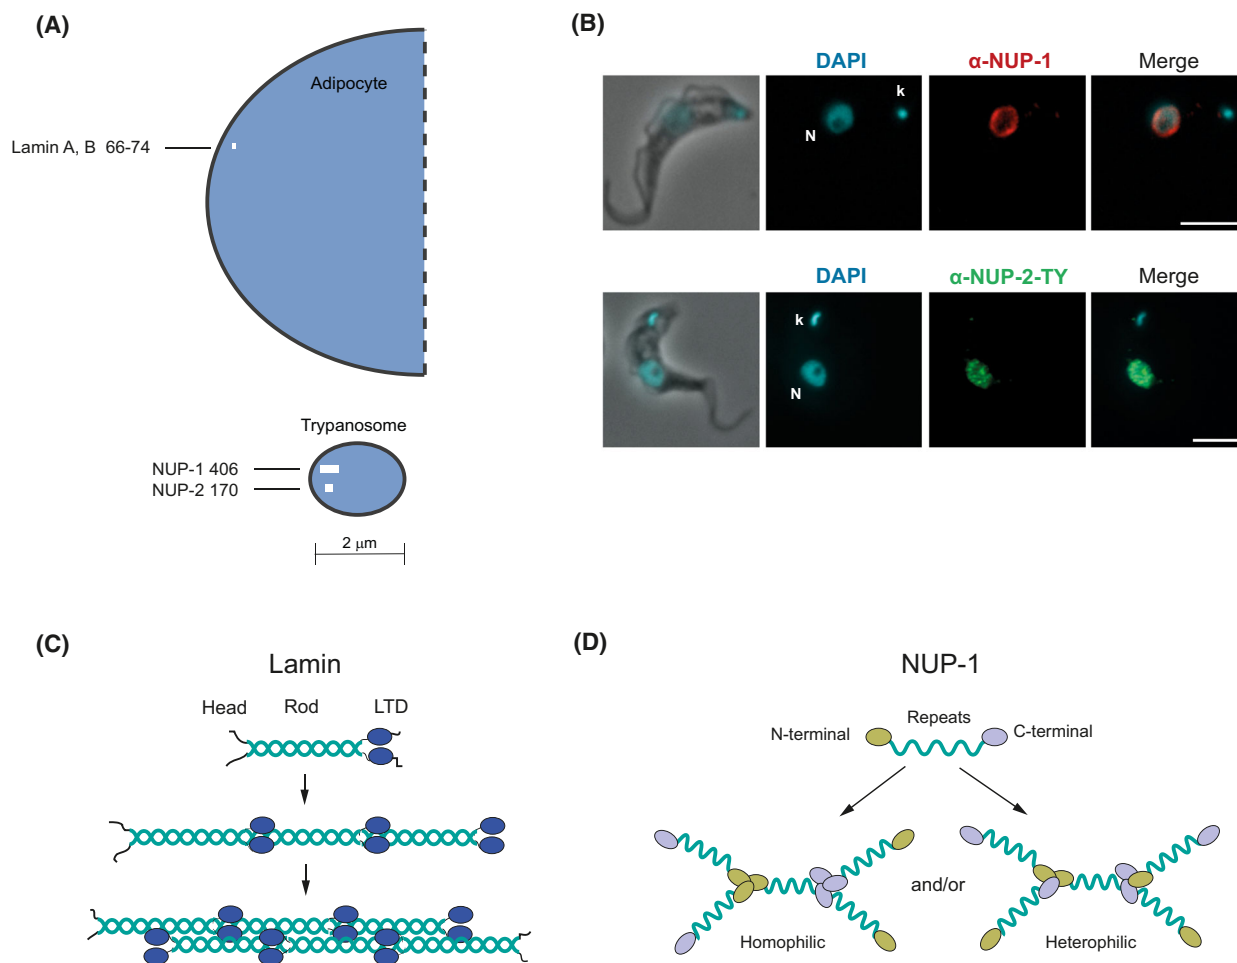 (A)
Adipocyte
Lamin A, B 66-74
Trypanosome
NUP-1 406
NUP-2 170
2 μm
(B)
DAPI α-NUP-1 Merge
k
N
DAPI α-NUP-2-TY Merge
k
N
(C)
Lamin
Head Rod LTD
(D)
NUP-1
Repeats
N-terminal C-terminal
and/or
Homophilic Heterophilic